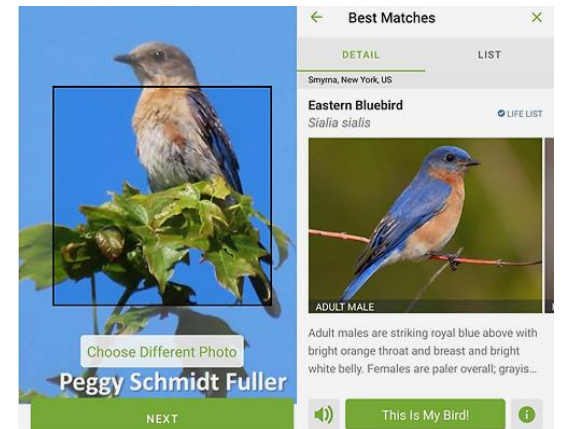 Choose Different Photo
Peggy Schmidt Fuller
NEXT
Best Matches
DETAIL
LIST
Smyrna, New York, US
Eastern Bluebird
Sialia sialis
LIFE LIST
ADULT MALE
Adult males are striking royal blue above with
bright orange throat and breast and bright
white belly. Females are paler overall; grayis...
This Is My Bird!